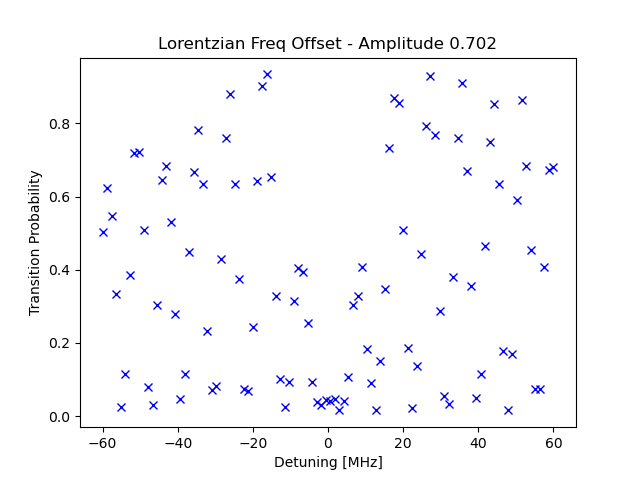 Lorentzian Freq Offset - Amplitude 0.702
Transition Probability
0.8
0.6
0.4
0.2
0.0
−60 −40 −20 0 20 40 60
Detuning [MHz]